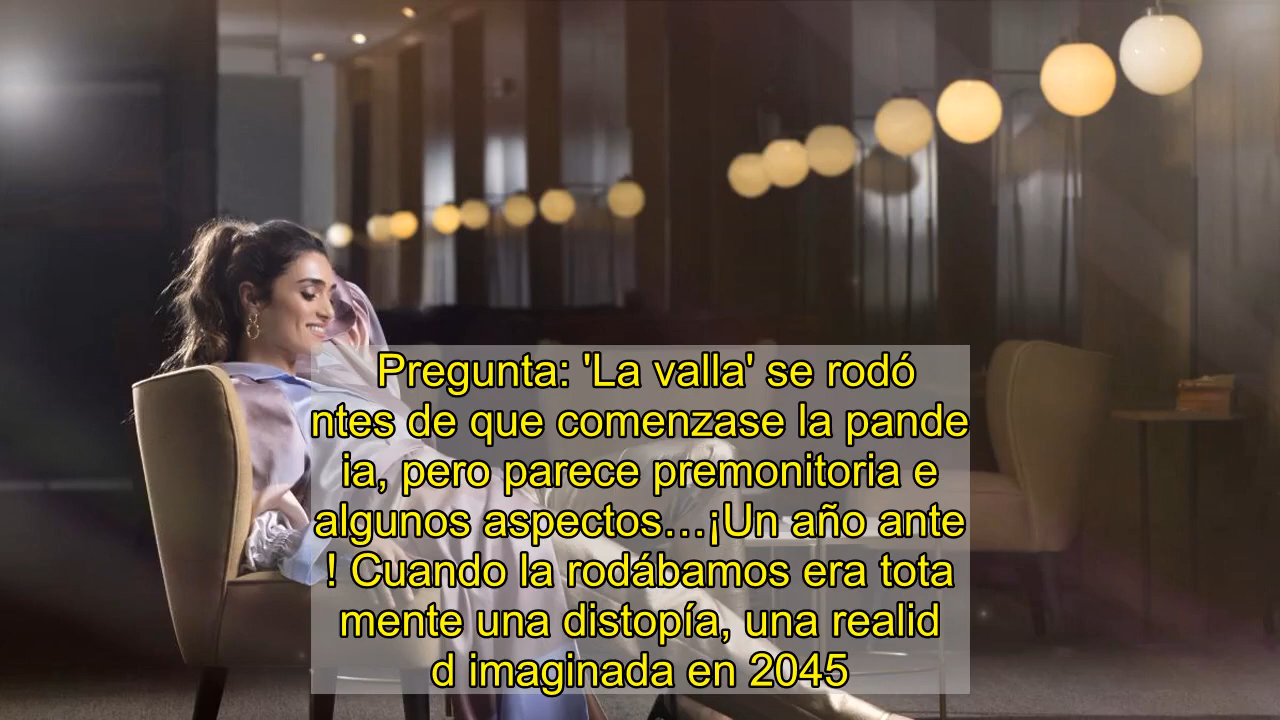 Pregunta: 'La valla' se rodó
ntes de que comenzase la pande
ia, pero parece premonitoria e
algunos aspectos…¡Un año ante
! Cuando la rodábamos era tota
mente una distopía, una realid
d imaginada en 2045